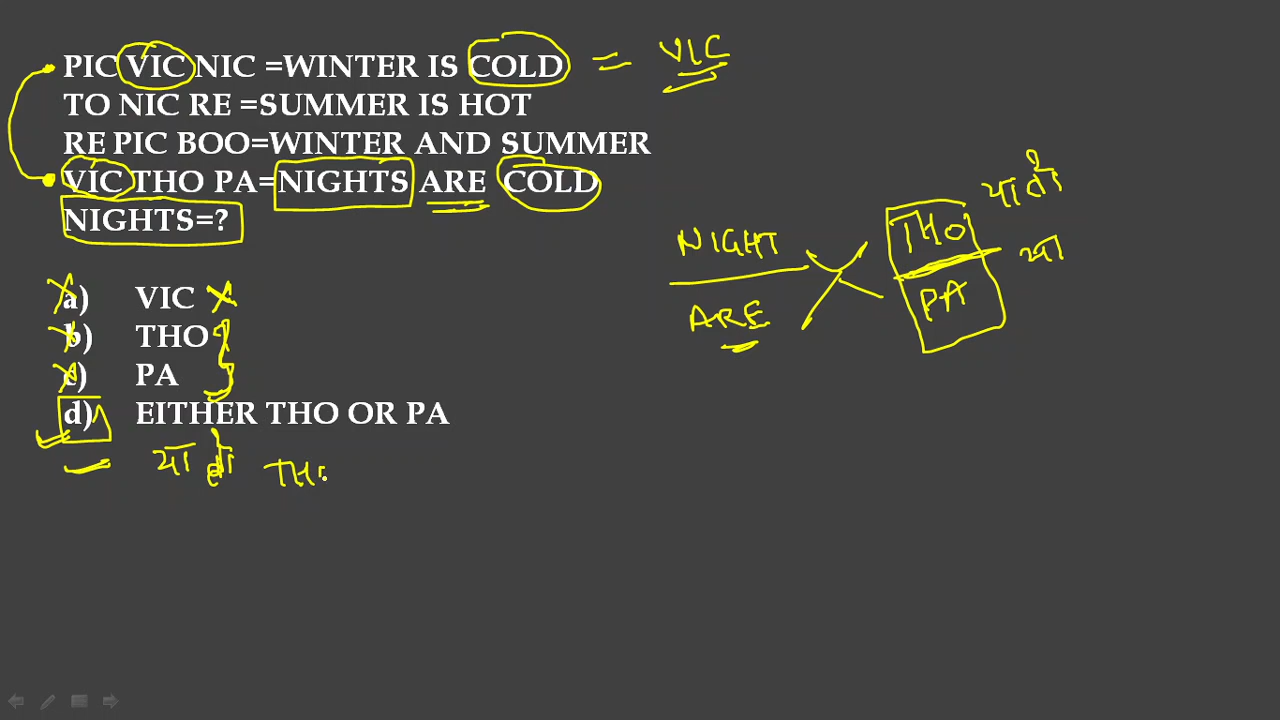 PIC VIC NIC =WINTER IS COLD = VIC
TO NIC RE =SUMMER IS HOT
RE PIC BOO=WINTER AND SUMMER
VIC THO PA=NIGHTS ARE COLD
NIGHTS=?
a) VIC
b) THO
c) PA
d) EITHER THO OR PA
या तो TH
NIGHT
ARE
THO या तो
PA या